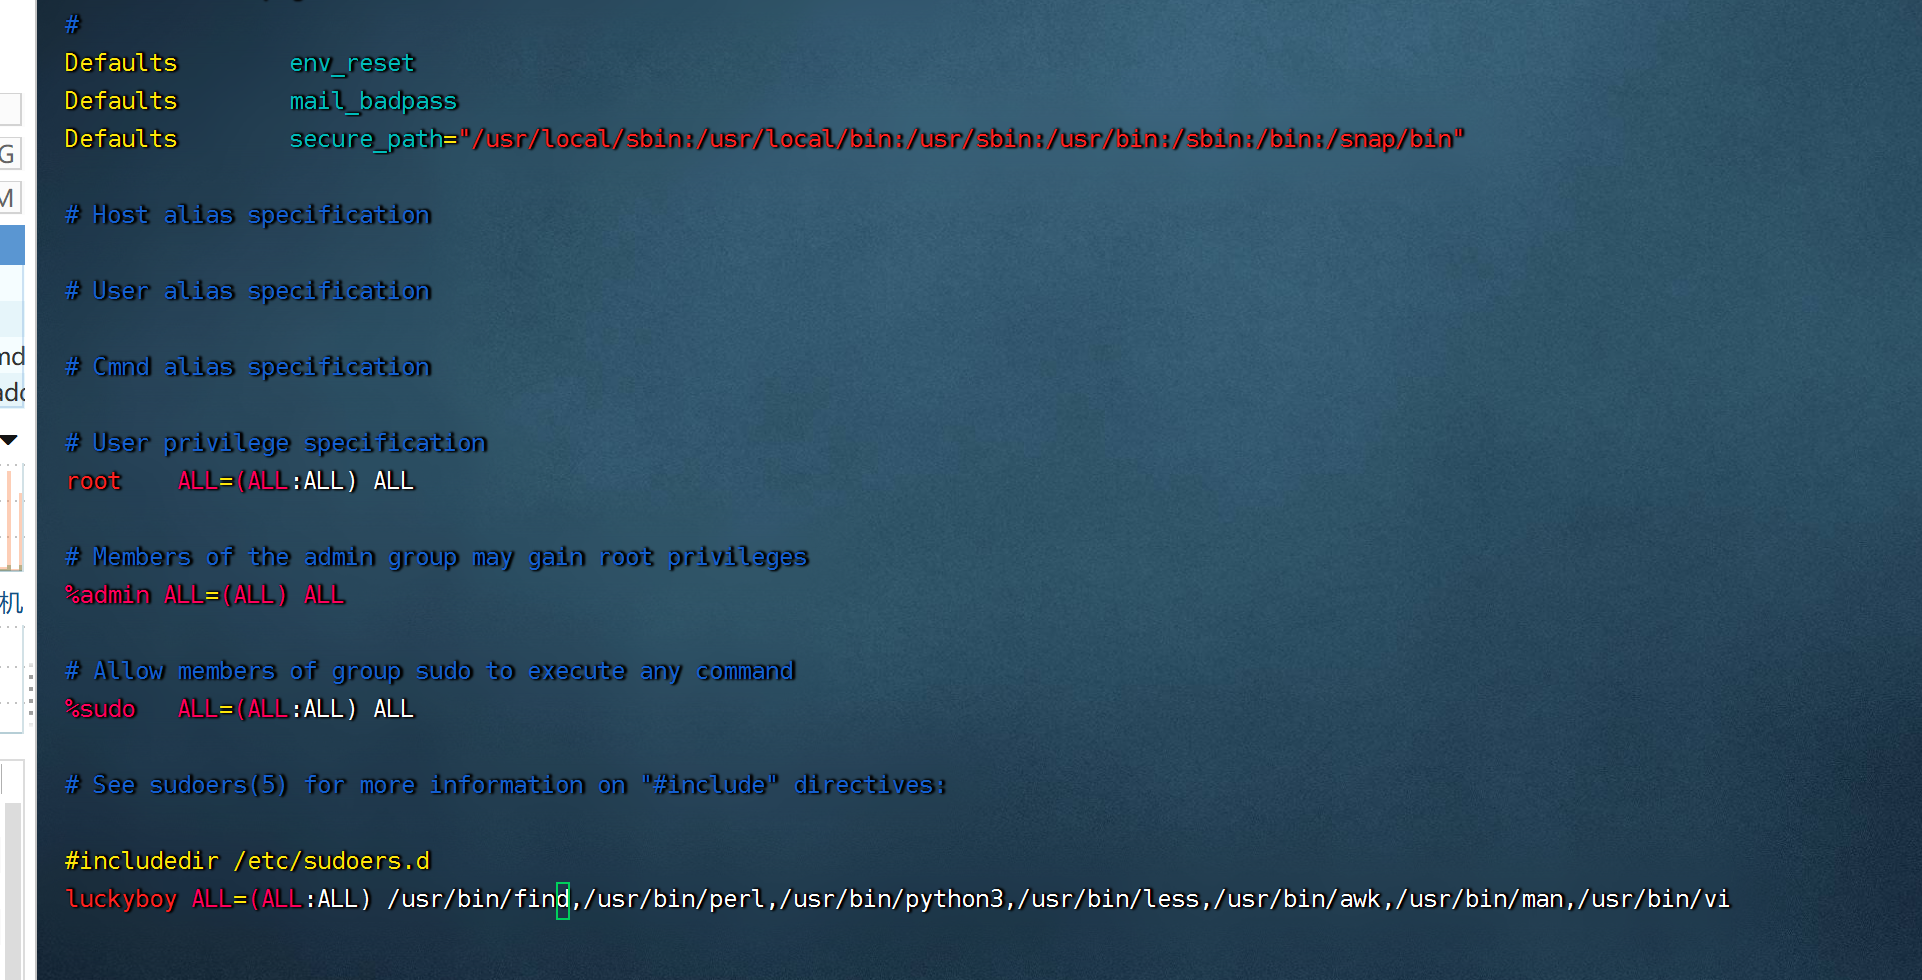 #
Defaults        env_reset
Defaults        mail_badpass
Defaults        secure_path="/usr/local/sbin:/usr/local/bin:/usr/sbin:/usr/bin:/sbin:/bin:/snap/bin"
G
M
# Host alias specification
# User alias specification
# Cmnd alias specification
# User privilege specification
root    ALL=(ALL:ALL) ALL
# Members of the admin group may gain root privileges
%admin ALL=(ALL) ALL
机
# Allow members of group sudo to execute any command
%sudo   ALL=(ALL:ALL) ALL
# See sudoers(5) for more information on "#include" directives:
#includedir /etc/sudoers.d
luckyboy ALL=(ALL:ALL) /usr/bin/find,/usr/bin/perl,/usr/bin/python3,/usr/bin/less,/usr/bin/awk,/usr/bin/man,/usr/bin/vi